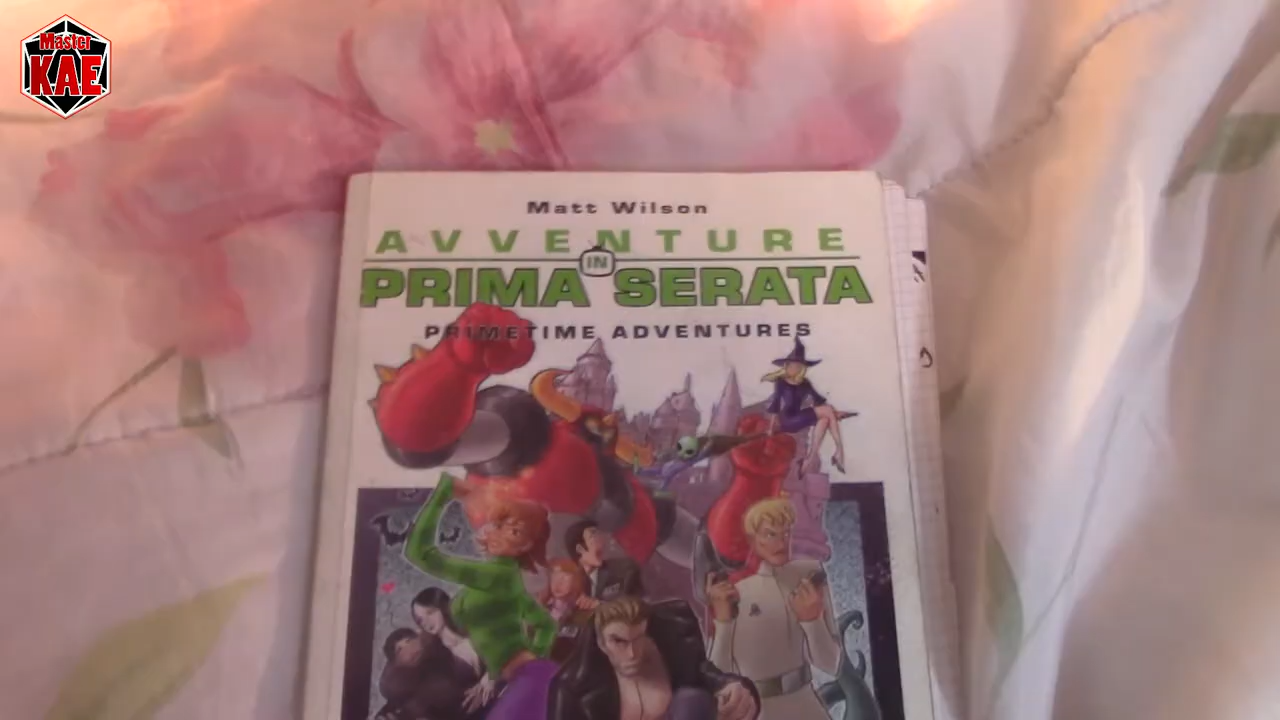 Master
KAE
Matt Wilson
AVVENTURE
IN
PRIMA SERATA
PRIMETIME ADVENTURES